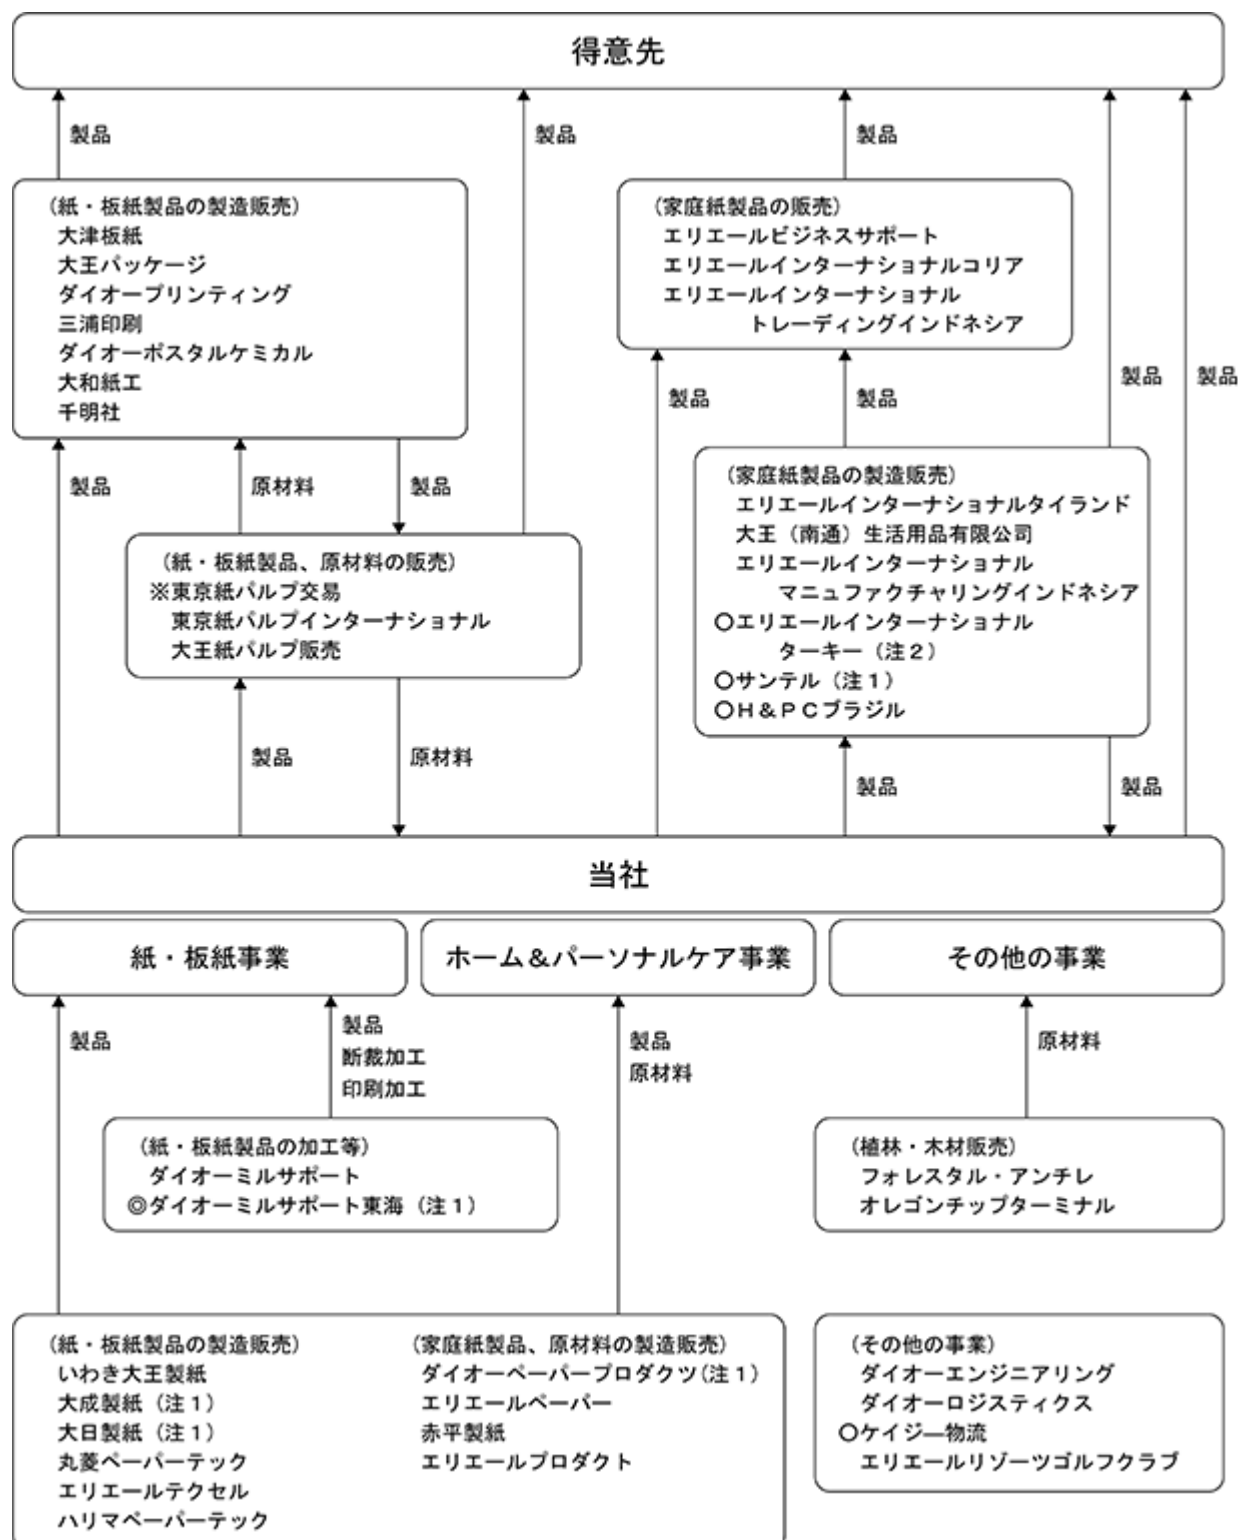 得意先
製品
製品
製品
製品
製品
(紙・板紙製品の製造販売)
大津板紙
大王パッケージ
ダイオープリンティング
三浦印刷
ダイオーポスタルケミカル
大和紙工
千明社
(家庭紙製品の販売)
エリエールビジネスサポート
エリエールインターナショナルコリア
エリエールインターナショナル
トレーディングインドネシア
製品
原材料
製品
製品
製品
(紙・板紙製品、原材料の販売)
※東京紙パルプ交易
東京紙パルプインターナショナル
大王紙パルプ販売
(家庭紙製品の製造販売)
エリエールインターナショナルタイランド
大王(南通)生活用品有限公司
エリエールインターナショナル
マニュファクチャリングインドネシア
○エリエールインターナショナル
ターキー(注2)
○サンテル(注1)
○H&PCブラジル
製品
原材料
製品
製品
当社
紙・板紙事業
ホーム&パーソナルケア事業
その他の事業
製品
製品
断裁加工
印刷加工
製品
原材料
原材料
(紙・板紙製品の加工等)
ダイオーミルサポート
◎ダイオーミルサポート東海(注1)
(植林・木材販売)
フォレスタル・アンチレ
オレゴンチップターミナル
(紙・板紙製品の製造販売)
いわき大王製紙
大成製紙(注1)
大日製紙(注1)
丸菱ペーパーテック
エリエールテクセル
ハリマペーパーテック
(家庭紙製品、原材料の製造販売)
ダイオーペーパープロダクツ(注1)
エリエールペーパー
赤平製紙
エリエールプロダクト
(その他の事業)
ダイオーエンジニアリング
ダイオーロジスティクス
○ケイジ―物流
エリエールリゾーツゴルフクラブ